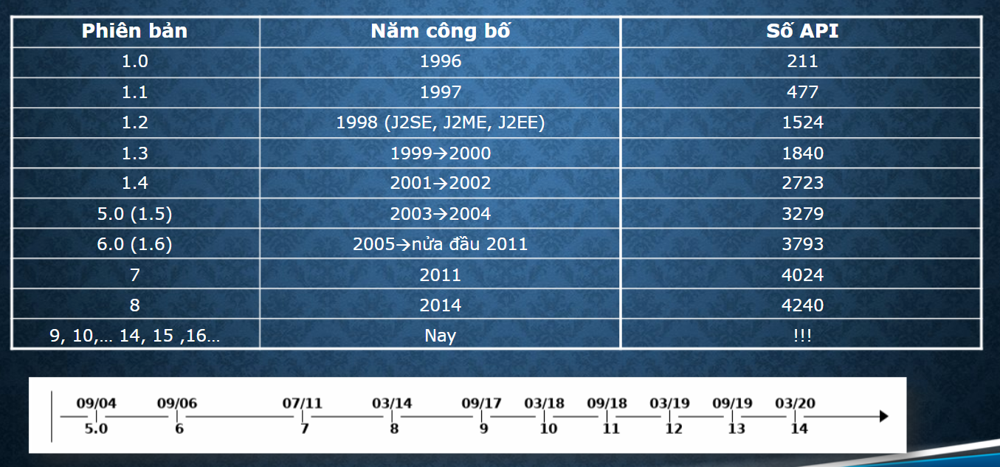 Phiên bản Năm công bố Số API
1.0 1996 211
1.1 1997 477
1.2 1998 (J2SE, J2ME, J2EE) 1524
1.3 1999→2000 1840
1.4 2001→2002 2723
5.0 (1.5) 2003→2004 3279
6.0 (1.6) 2005→nửa đầu 2011 3793
7 2011 4024
8 2014 4240
9, 10,… 14, 15 ,16… Nay !!!
09/04 09/06 07/11 03/14 09/17 03/18 09/18 03/19 09/19 03/20
5.0 6 7 8 9 10 11 12 13 14